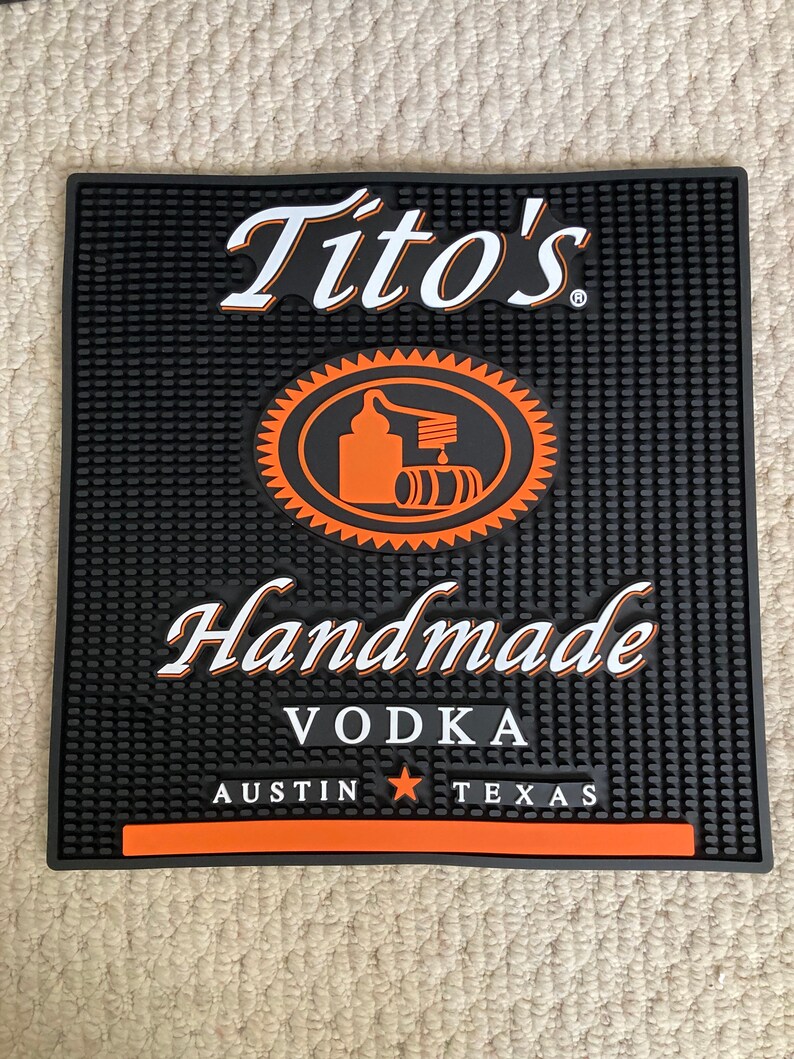 Tito's®
Handmade
VODKA
AUSTIN ★ TEXAS